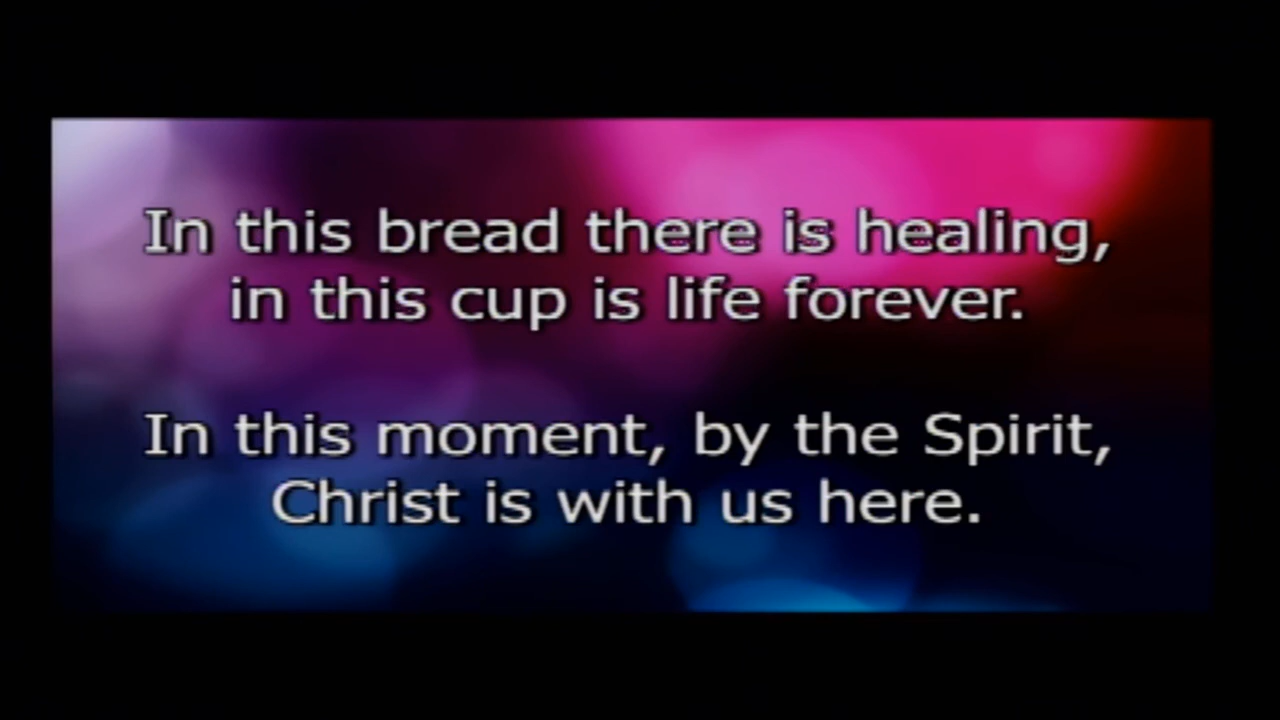 In this bread there is healing,
in this cup is life forever.
In this moment, by the Spirit,
Christ is with us here.